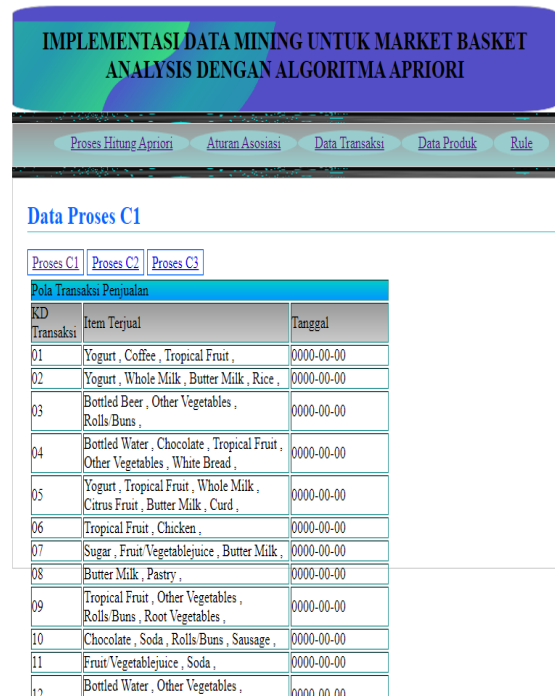 IMPLEMENTASI DATA MINING UNTUK MARKET BASKET
ANALYSIS DENGAN ALGORITMA APRIORI
Proses Hitung Apriori Aturan Asosiasi Data Transaksi Data Produk Rule
Data Proses C1
Proses C1 Proses C2 Proses C3
Pola Transaksi Penjualan
KD
Transaksi Item Terjual Tanggal
01 Yogurt , Coffee , Tropical Fruit , 0000-00-00
02 Yogurt , Whole Milk , Butter Milk , Rice , 0000-00-00
03 Bottled Beer , Other Vegetables ,
Rolls/Buns , 0000-00-00
04 Bottled Water , Chocolate , Tropical Fruit ,
Other Vegetables , White Bread , 0000-00-00
05 Yogurt , Tropical Fruit , Whole Milk ,
Citrus Fruit , Butter Milk , Curd , 0000-00-00
06 Tropical Fruit , Chicken , 0000-00-00
07 Sugar , Fruit/Vegetablejuice , Butter Milk , 0000-00-00
08 Butter Milk , Pastry , 0000-00-00
09 Tropical Fruit , Other Vegetables ,
Rolls/Buns , Root Vegetables , 0000-00-00
10 Chocolate , Soda , Rolls/Buns , Sausage , 0000-00-00
11 Fruit/Vegetablejuice , Soda , 0000-00-00
12 Bottled Water , Other Vegetables , 0000-00-00